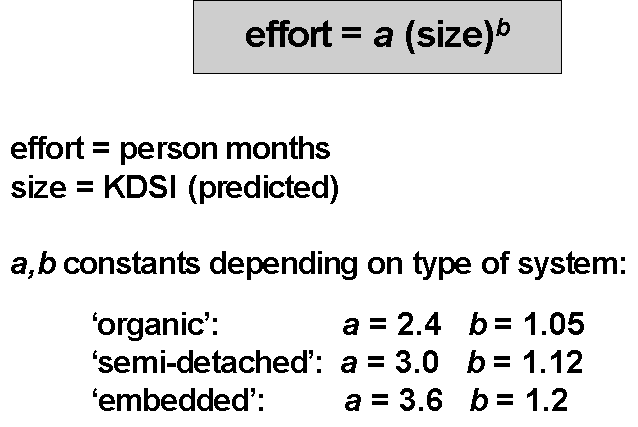 effort = a (size)ᵇ
effort = person months
size = KDSI (predicted)
a,b constants depending on type of system:
‘organic’: a = 2.4 b = 1.05
‘semi-detached’: a = 3.0 b = 1.12
‘embedded’: a = 3.6 b = 1.2